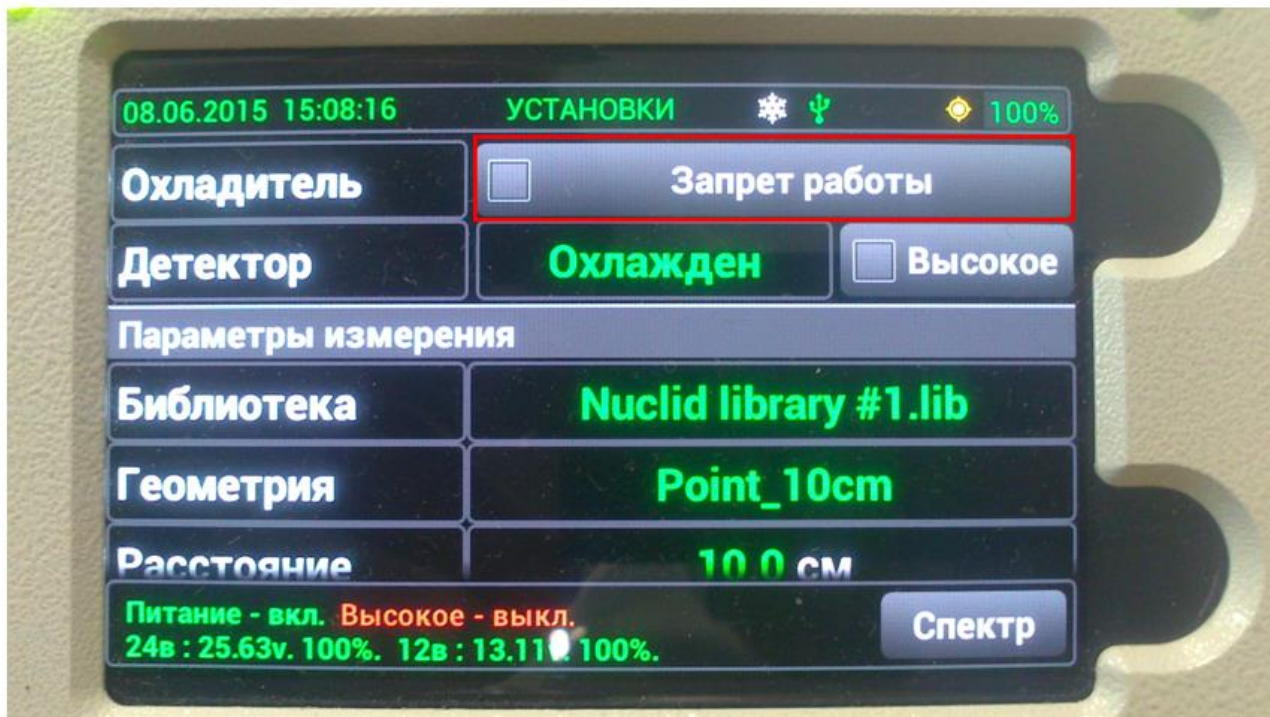 08.06.2015 15:08:16 УСТАНОВКИ 100%
Охладитель Запрет работы
Детектор Охлажден Высокое
Параметры измерения
Библиотека Nuclid library #1.lib
Геометрия Point_10cm
Расстояние 10.0 см
Питание - вкл. Высокое - выкл.
24в : 25.63v. 100%. 12в : 100%.
Спектр